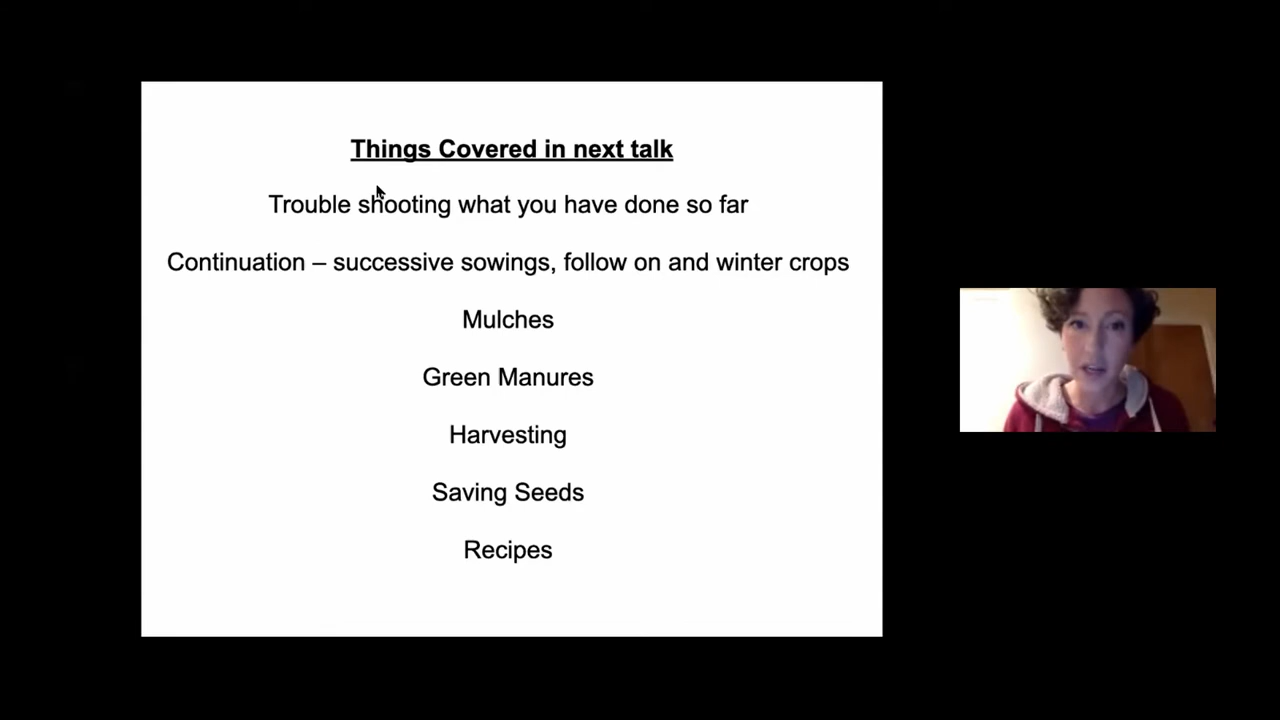 Things Covered in next talk
Trouble shooting what you have done so far
Continuation – successive sowings, follow on and winter crops
Mulches
Green Manures
Harvesting
Saving Seeds
Recipes